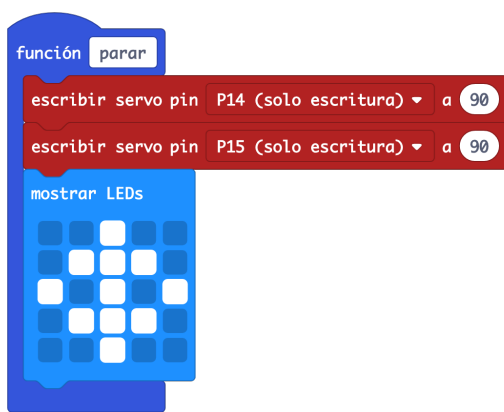 función parar
escribir servo pin P14 (solo escritura) a 90
escribir servo pin P15 (solo escritura) a 90
mostrar LEDs